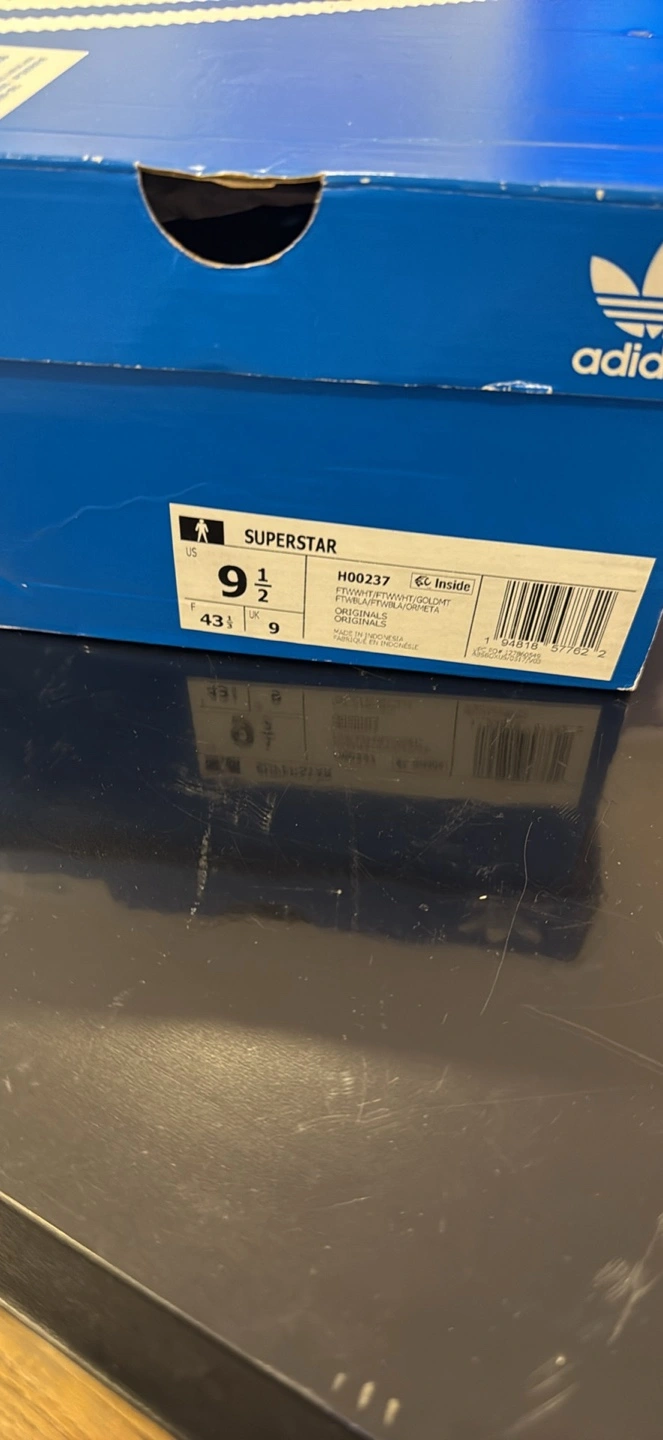 adid
SUPERSTAR
US
9 1/2
F
43 1/3
UK
9
H00237
Inside
FTWWHT/FTWWHT/GOLDMT
FTWBLA/FTWBLA/ORMETA
ORIGINALS
ORIGINALS
MADE IN INDONESIA
FABRIQUÉ EN INDONÉSIE
1 94818 57762 2